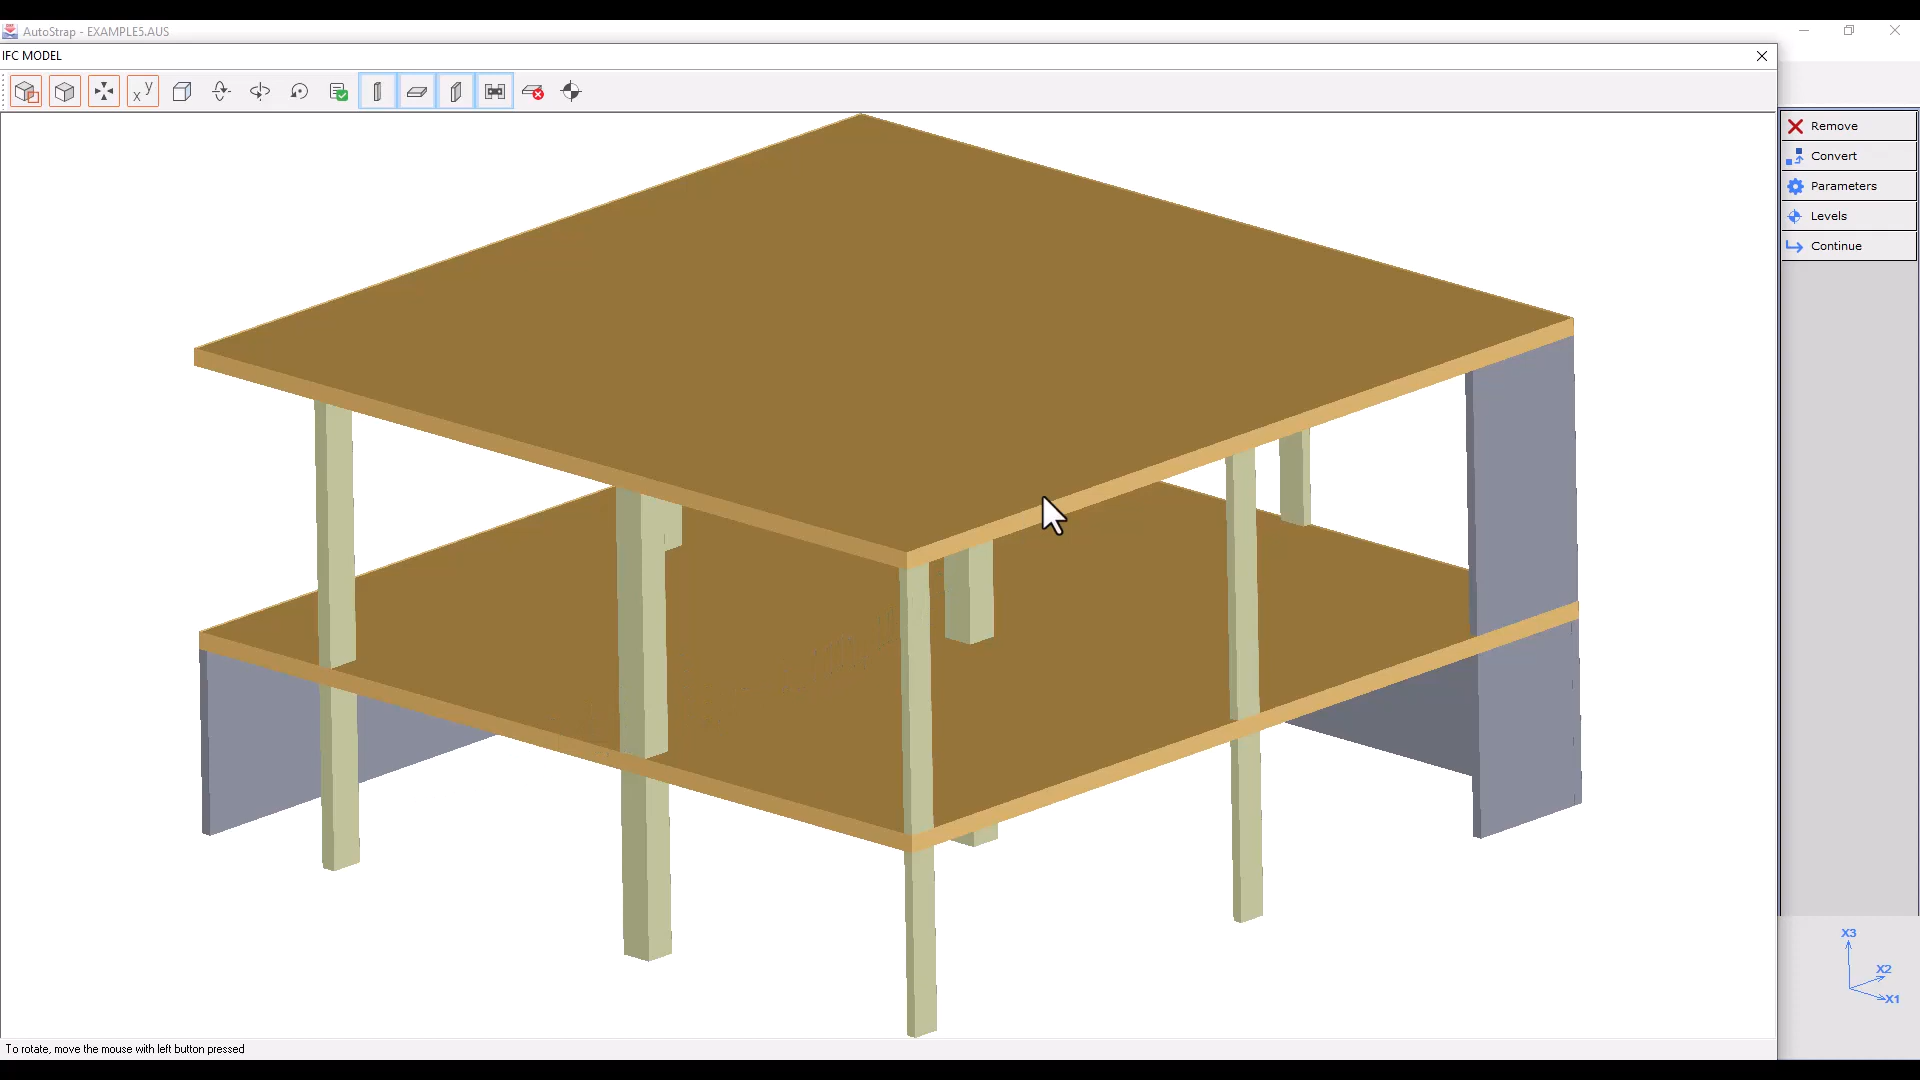 AutoStrap - EXAMPLE5.AUS
IFC MODEL
x y
Remove
Convert
Parameters
Levels
Continue
X3
X2
X1
To rotate, move the mouse with left button pressed